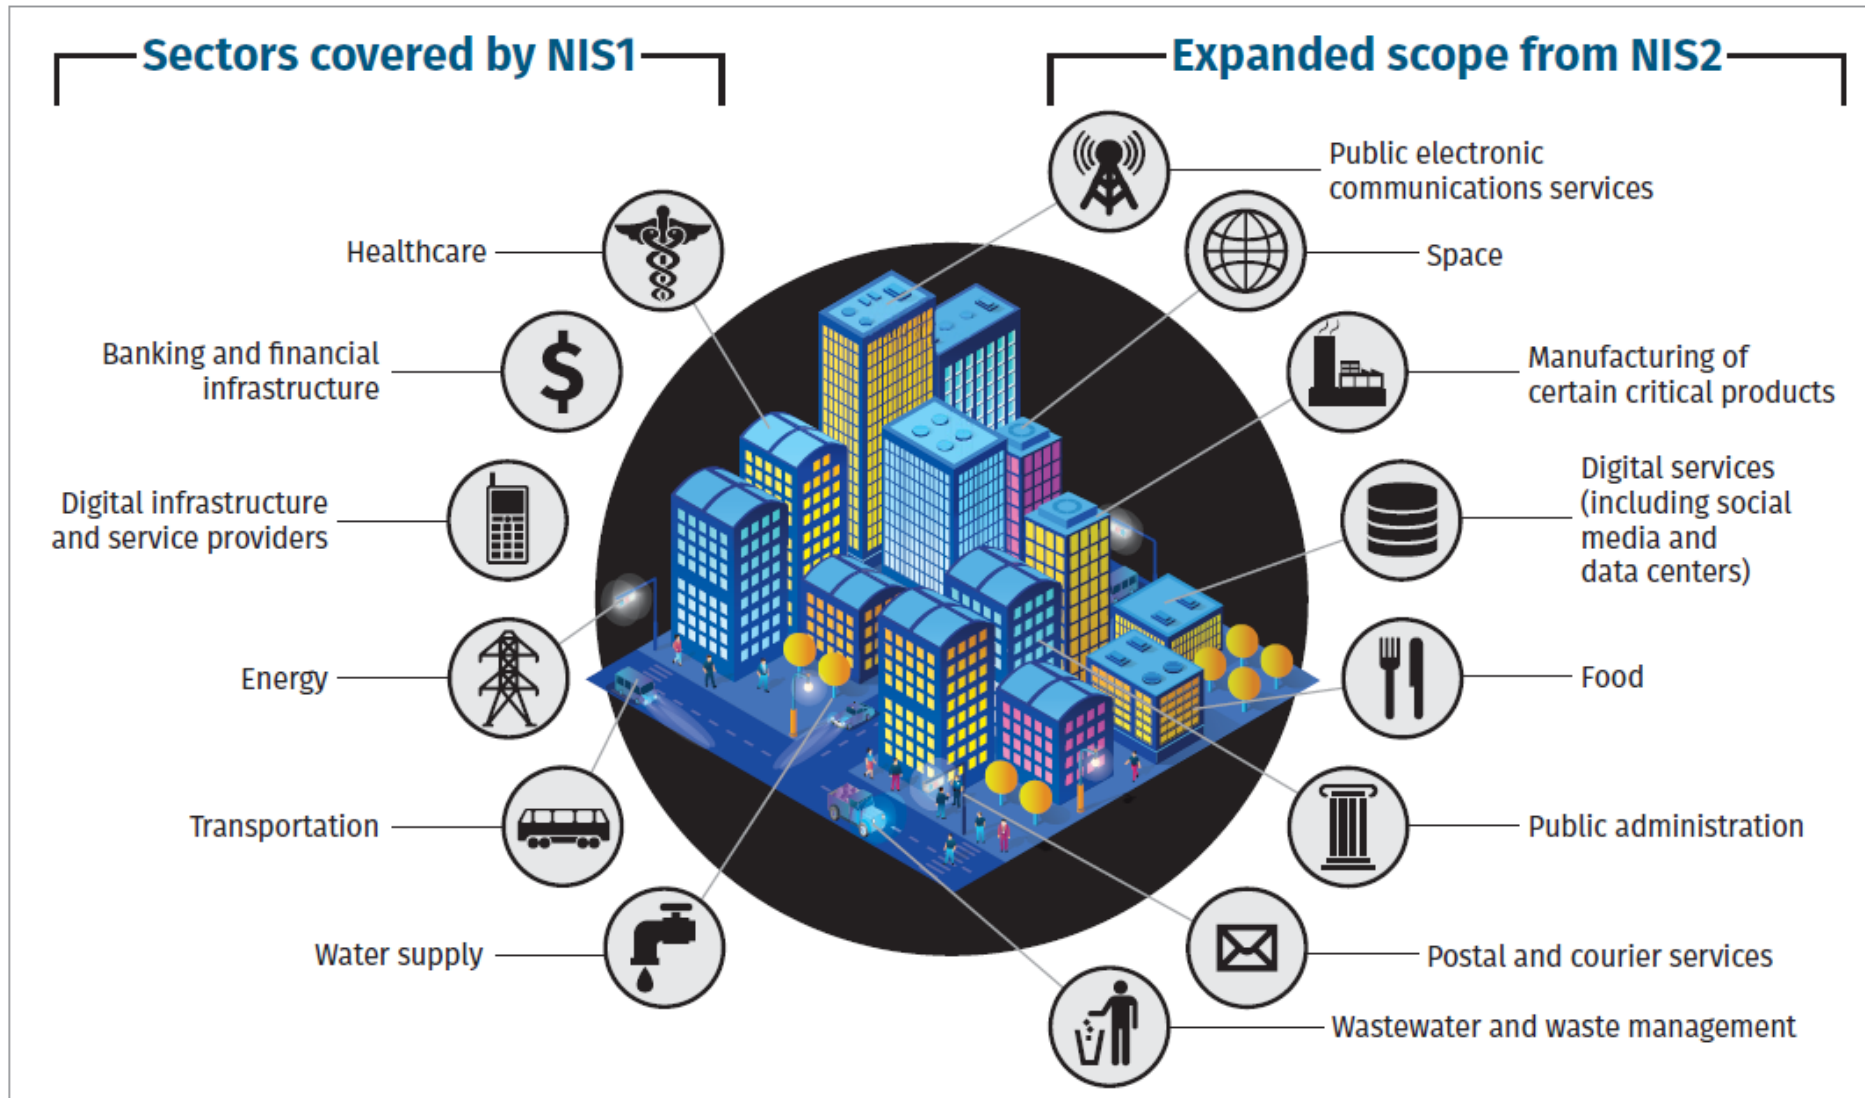 Sectors covered by NIS1
Healthcare
Banking and financial
infrastructure
Digital infrastructure
and service providers
Energy
Transportation
Water supply
Expanded scope from NIS2
Public electronic
communications services
Space
Manufacturing of
certain critical products
Digital services
(including social
media and
data centers)
Food
Public administration
Postal and courier services
Wastewater and waste management
$